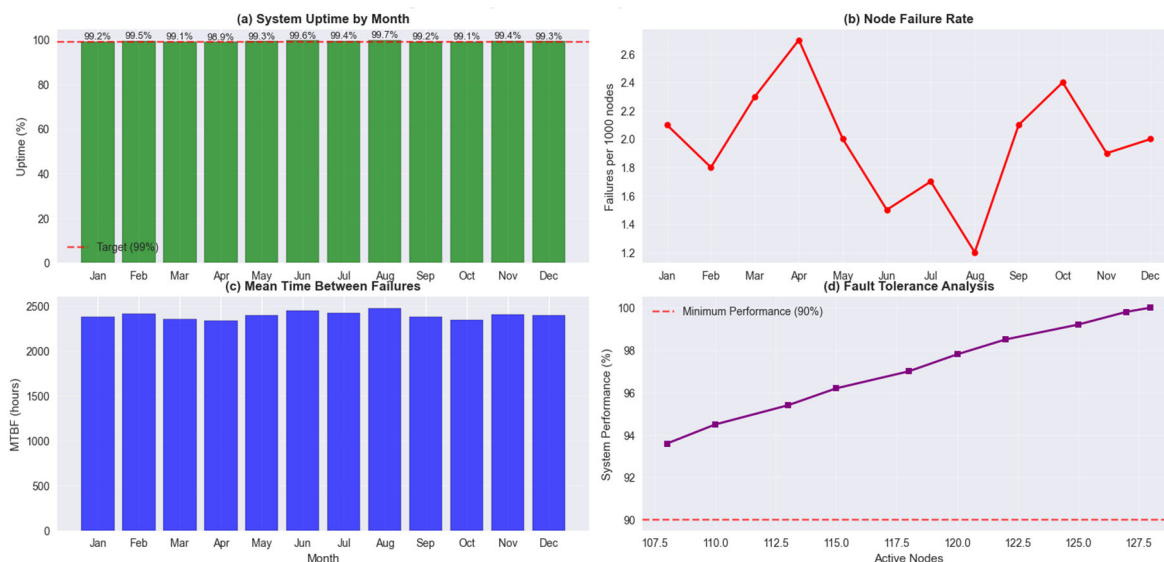 (a) System Uptime by Month
99.2% 99.5% 99.1% 98.9% 99.3% 99.6% 99.4% 99.7% 99.2% 99.1% 99.4% 99.3%
100
80
60
40
20
0
Uptime (%)
Target (99%)
Jan Feb Mar Apr May Jun Jul Aug Sep Oct Nov Dec
(b) Node Failure Rate
2.6
2.4
2.2
2.0
1.8
1.6
1.4
1.2
Failures per 1000 nodes
Jan Feb Mar Apr May Jun Jul Aug Sep Oct Nov Dec
(c) Mean Time Between Failures
2500
2000
1500
1000
500
0
MTBF (hours)
Jan Feb Mar Apr May Jun Jul Aug Sep Oct Nov Dec
Month
(d) Fault Tolerance Analysis
Minimum Performance (90%)
100
98
96
94
92
90
System Performance (%)
107.5 110.0 112.5 115.0 117.5 120.0 122.5 125.0 127.5
Active Nodes